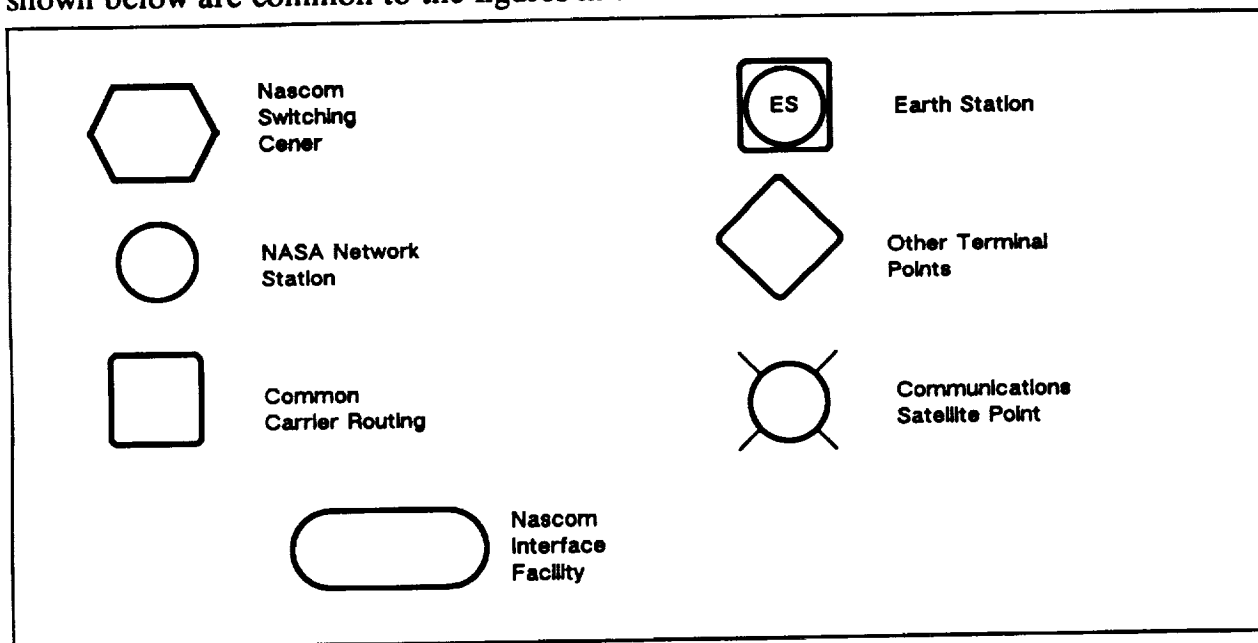 shown below are common to the figures in
Nascom
Switching
Cener
ES
Earth Station
NASA Network
Station
Other Terminal
Points
Common
Carrier Routing
Communications
Satellite Point
Nascom
Interface
Facility